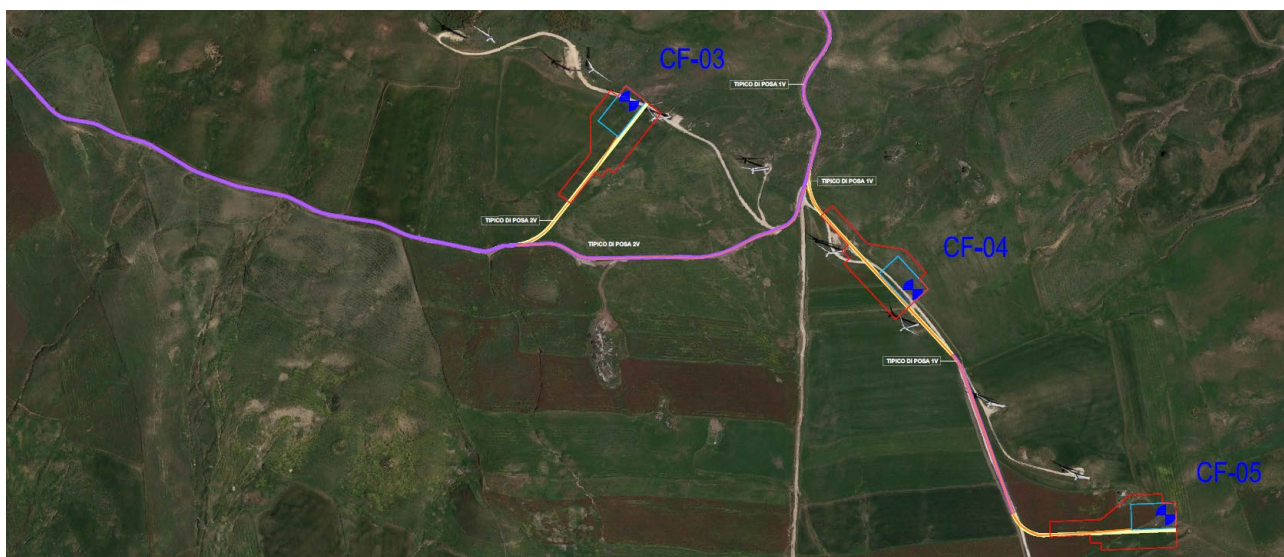 CF-03
TIPICO DI POSA 1V
TIPICO DI POSA 1V
TIPICO DI POSA 2V
TIPICO DI POSA 2V
CF-04
TIPICO DI POSA 1V
CF-05